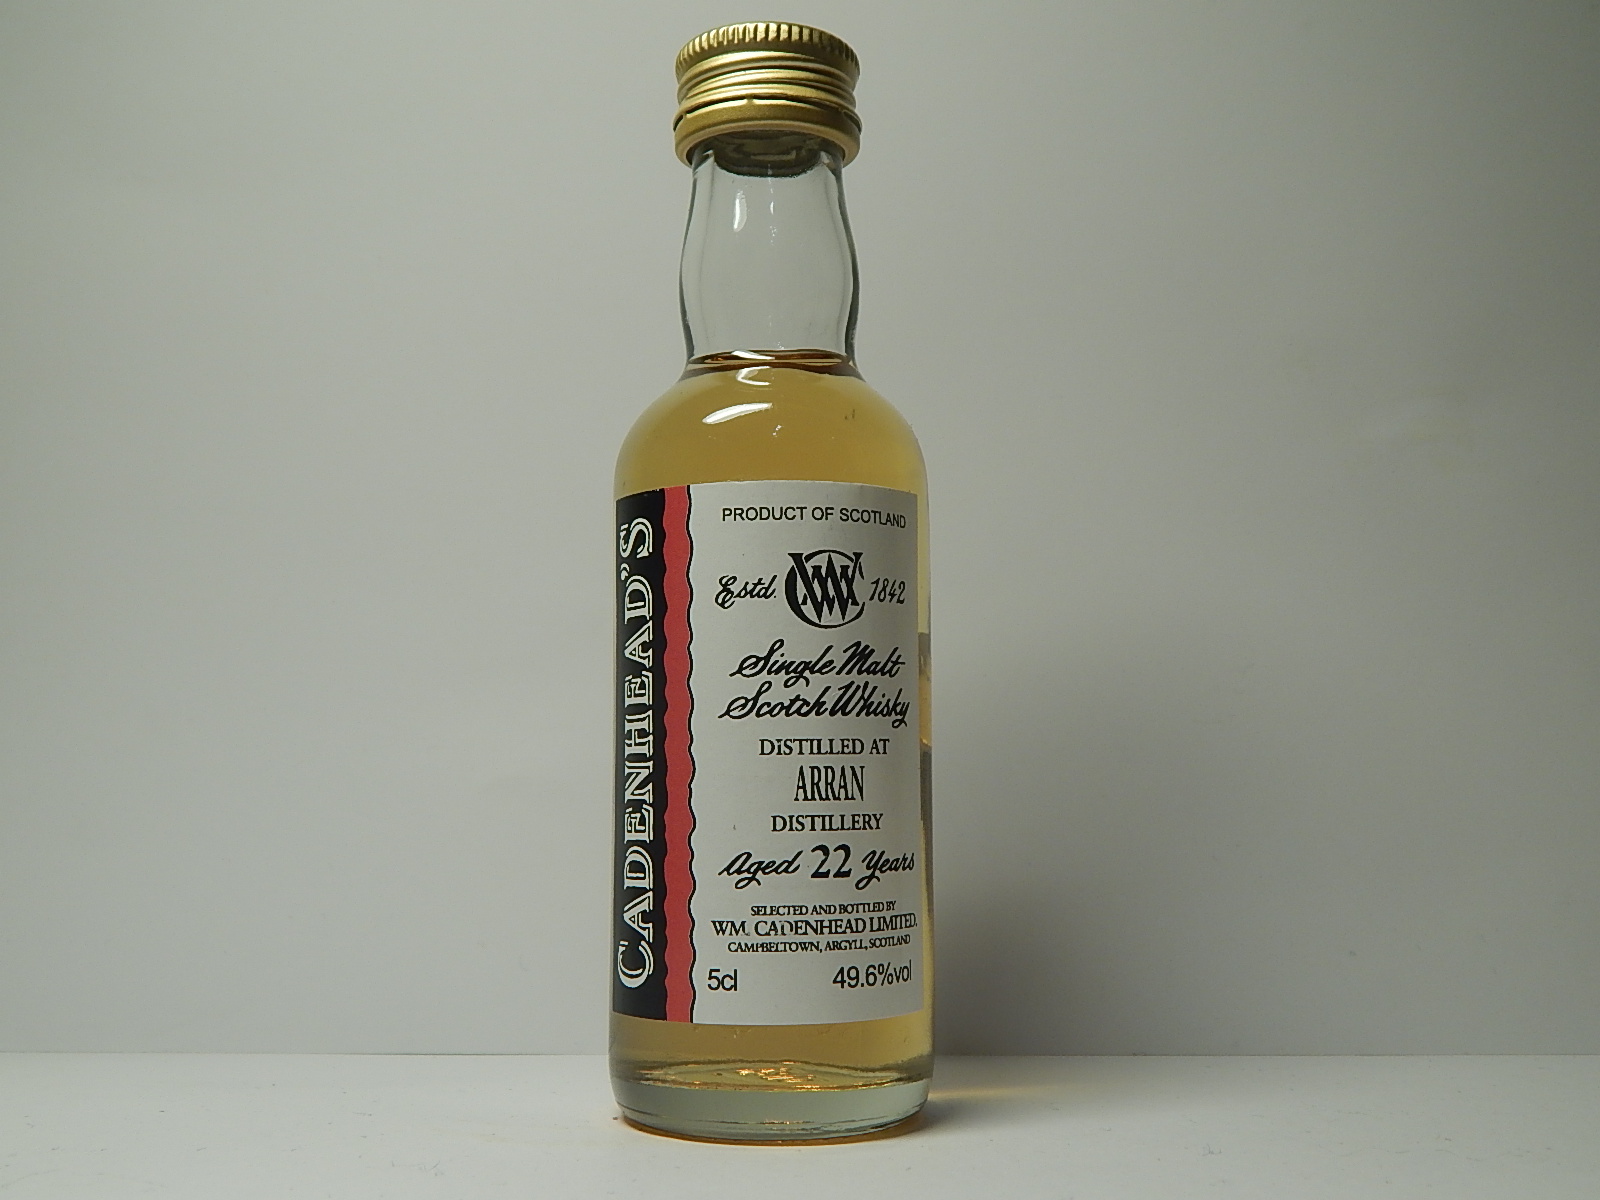 CADENHEAD'S
PRODUCT OF SCOTLAND
Estd. WC 1842
Single Malt
Scotch Whisky
DISTILLED AT
ARRAN
DISTILLERY
Aged 22 Years
SELECTED AND BOTTLED BY
WM. CADENHEAD LIMITED.
CAMPBELTOWN, ARGYLL, SCOTLAND
5cl 49.6%vol